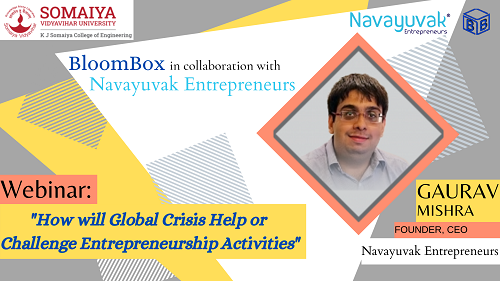 SOMAIYA
VIDYAVIHAR UNIVERSITY
K J Somaiya College of Engineering
Navayuvak®
Entrepreneurs
BloomBox in collaboration with
Navayuvak Entrepreneurs
Webinar:
"How will Global Crisis Help or
Challenge Entrepreneurship Activities"
GAURAV
MISHRA
FOUNDER, CEO
Navayuvak Entrepreneurs